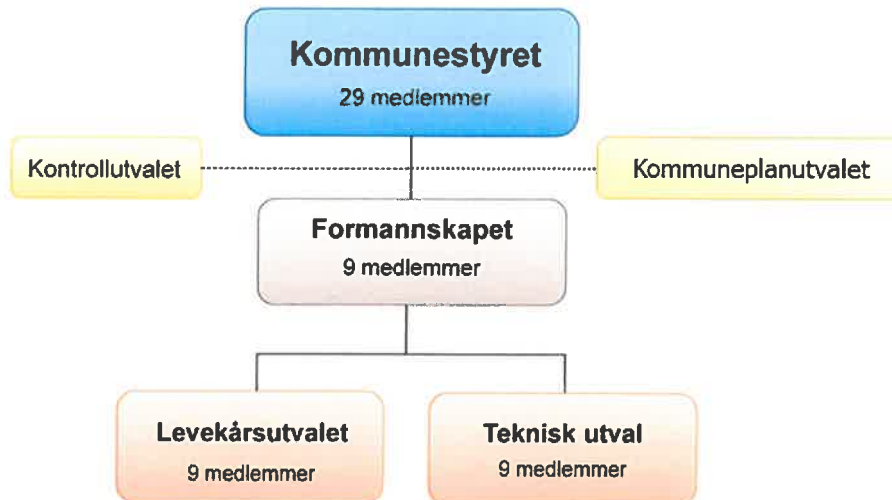 Kommunestyret
29 medlemmer
Kontrollutvalet
Kommuneplanutvalet
Formannskapet
9 medlemmer
Levekårsutvalet
9 medlemmer
Teknisk utval
9 medlemmer